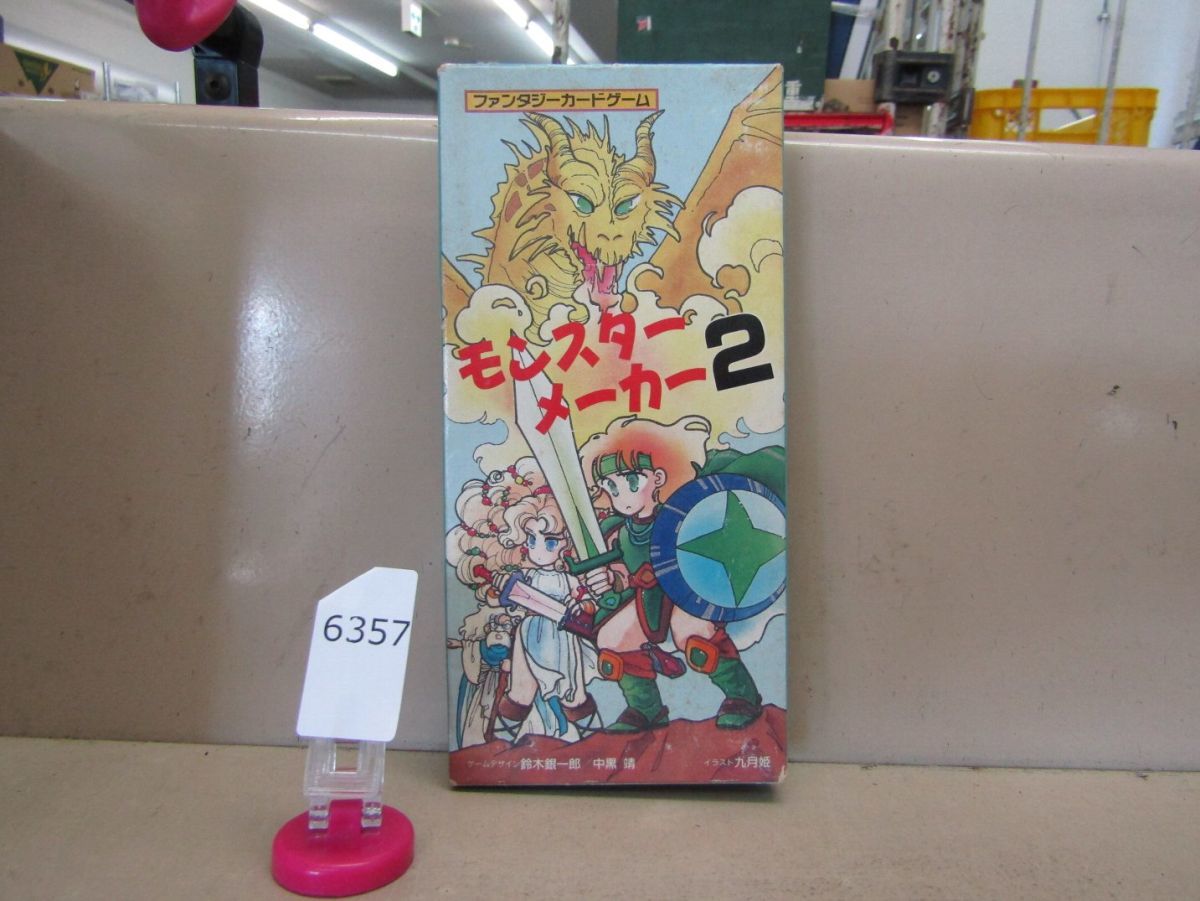 ファンタジーカードゲーム
モンスター
メーカー2
6357
ゲームデザイン 鈴木銀一郎／中黒 靖
イラスト 九月姫